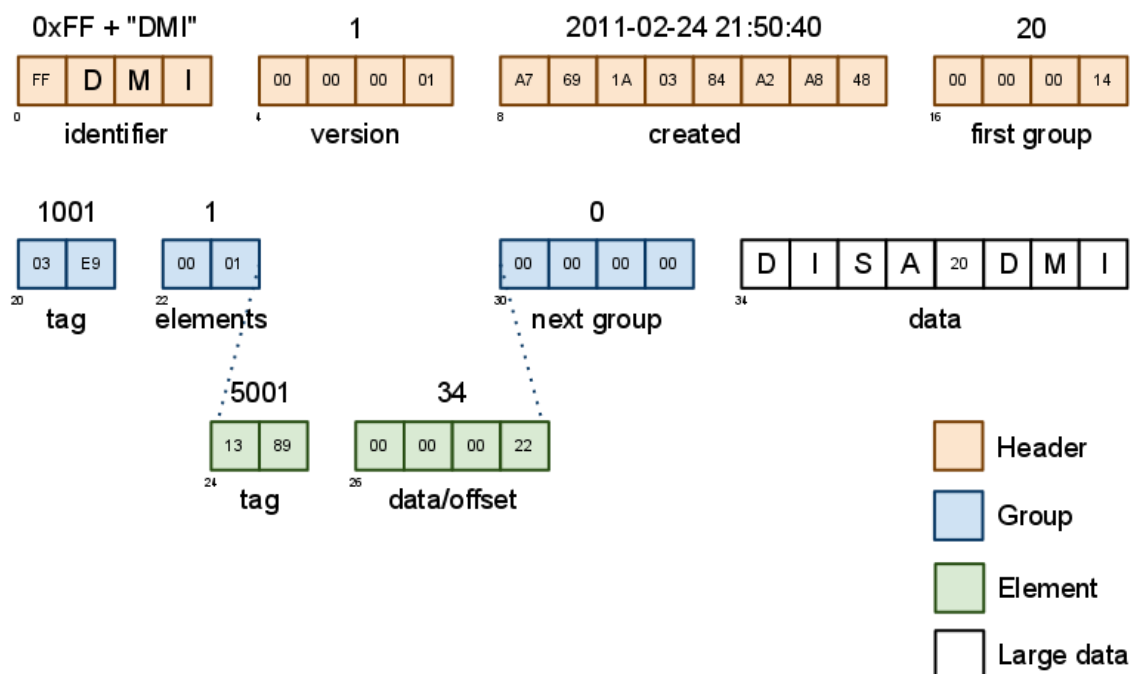 0xFF + "DMI" 1 2011-02-24 21:50:40 20
FF D M I 00 00 00 01 A7 69 1A 03 84 A2 A8 48 00 00 00 14
0 4 8 16
identifier version created first group
1001 1 0
03 E9 00 01 00 00 00 00 D I S A 20 D M I
20 22 30 34
tag elements next group data
5001 34
13 89 00 00 00 22
24 26
tag data/offset
Header
Group
Element
Large data